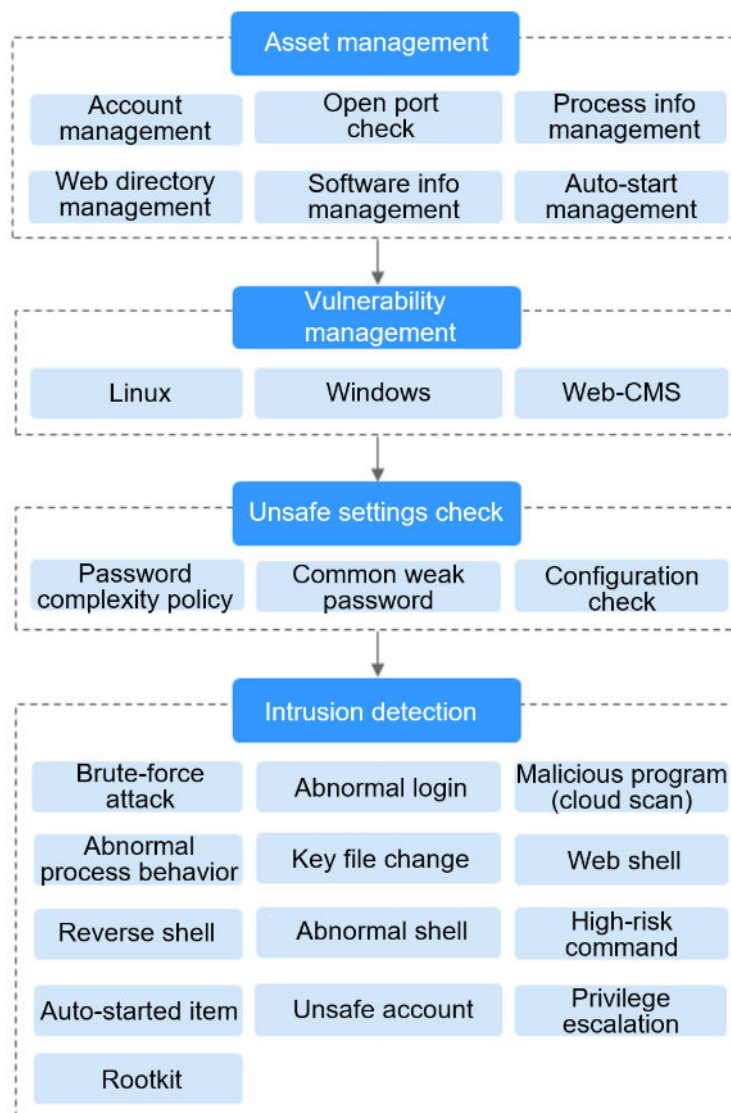 Asset management
Account
management
Open port
check
Process info
management
Web directory
management
Software info
management
Auto-start
management
Vulnerability
management
Linux
Windows
Web-CMS
Unsafe settings check
Password
complexity policy
Common weak
password
Configuration
check
Intrusion detection
Brute-force
attack
Abnormal login
Malicious program
(cloud scan)
Abnormal
process behavior
Key file change
Web shell
Reverse shell
Abnormal shell
High-risk
command
Auto-started item
Unsafe account
Privilege
escalation
Rootkit